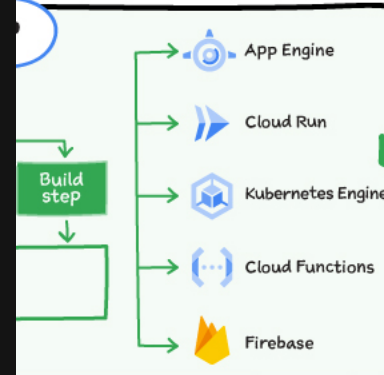 App Engine
Cloud Run
Build
step
Kubernetes Engine
Cloud Functions
Firebase